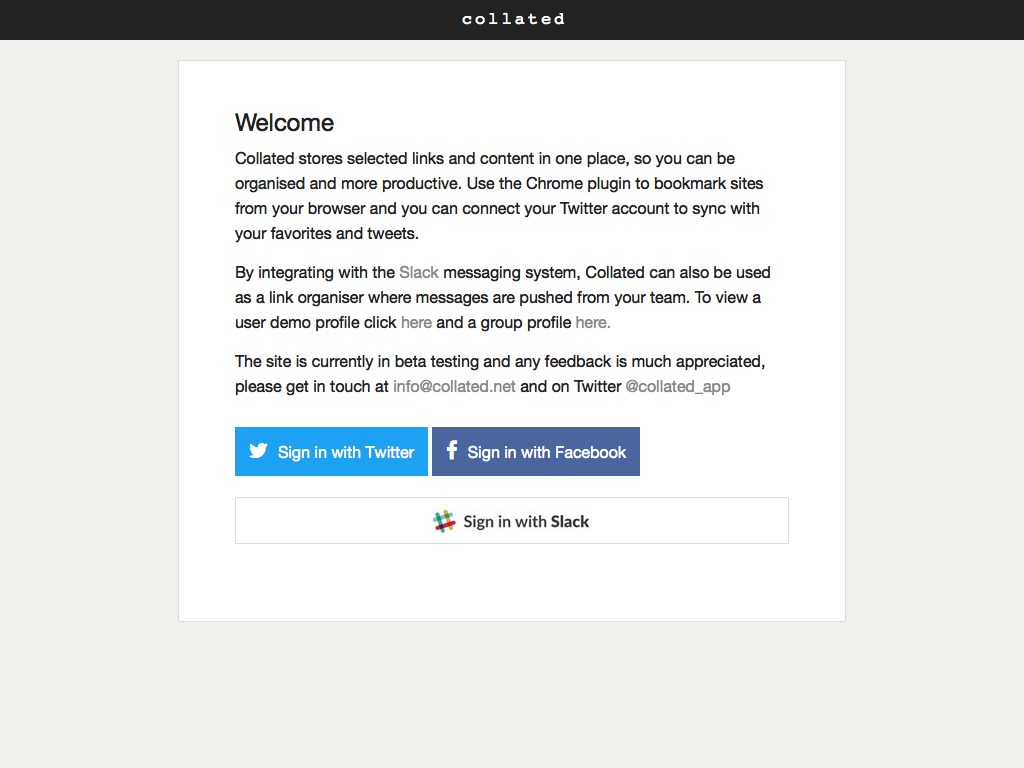 collated
Welcome
Collated stores selected links and content in one place, so you can be
organised and more productive. Use the Chrome plugin to bookmark sites
from your browser and you can connect your Twitter account to sync with
your favorites and tweets.
By integrating with the Slack messaging system, Collated can also be used
as a link organiser where messages are pushed from your team. To view a
user demo profile click here and a group profile here.
The site is currently in beta testing and any feedback is much appreciated,
please get in touch at info@collated.net and on Twitter @collated_app
Sign in with Twitter
Sign in with Facebook
Sign in with Slack